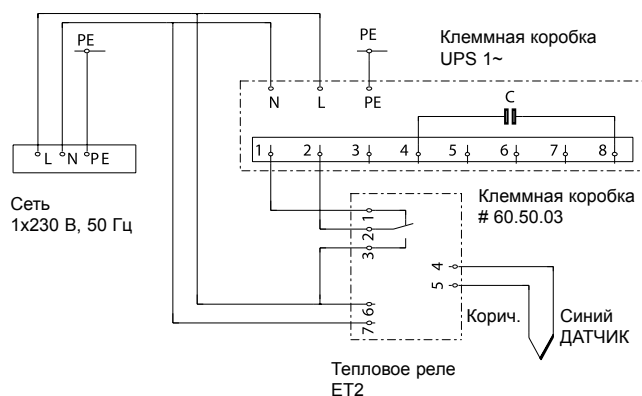 PE
PE
Клеммная коробка
UPS 1~
N L PE
C
L N PE
1 2 3 4 5 6 7 8
Сеть
1x230 В, 50 Гц
Клеммная коробка
# 60.50.03
1
2
3
4
5
6
7
Корич.
Синий
ДАТЧИК
Тепловое реле
ET2